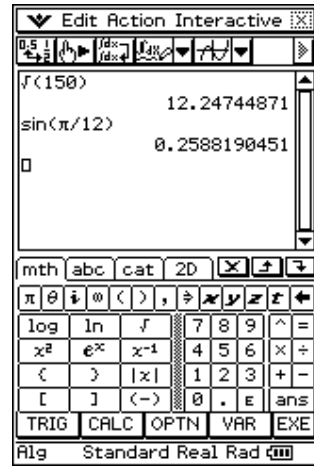 Edit Action Interactive
√(150)
12.24744871
sin(π/12)
0.2588190451
mth abc cat 2D
π θ i ∞ ( ) , ⇒ x y z t ←
log ln √ 7 8 9 ^ =
x² eˣ x⁻¹ 4 5 6 × ÷
( ) |x| 1 2 3 + −
[ ] (−) 0 . E ans
TRIG CALC OPTN VAR EXE
Alg Standard Real Rad